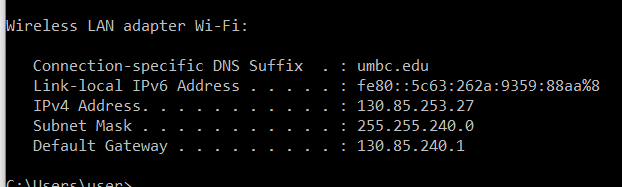 Wireless LAN adapter Wi-Fi:
Connection-specific DNS Suffix  . : umbc.edu
Link-local IPv6 Address . . . . . : fe80::5c63:262a:9359:88aa%8
IPv4 Address. . . . . . . . . . . : 130.85.253.27
Subnet Mask . . . . . . . . . . . : 255.255.240.0
Default Gateway . . . . . . . . . : 130.85.240.1
C:\Users\user>